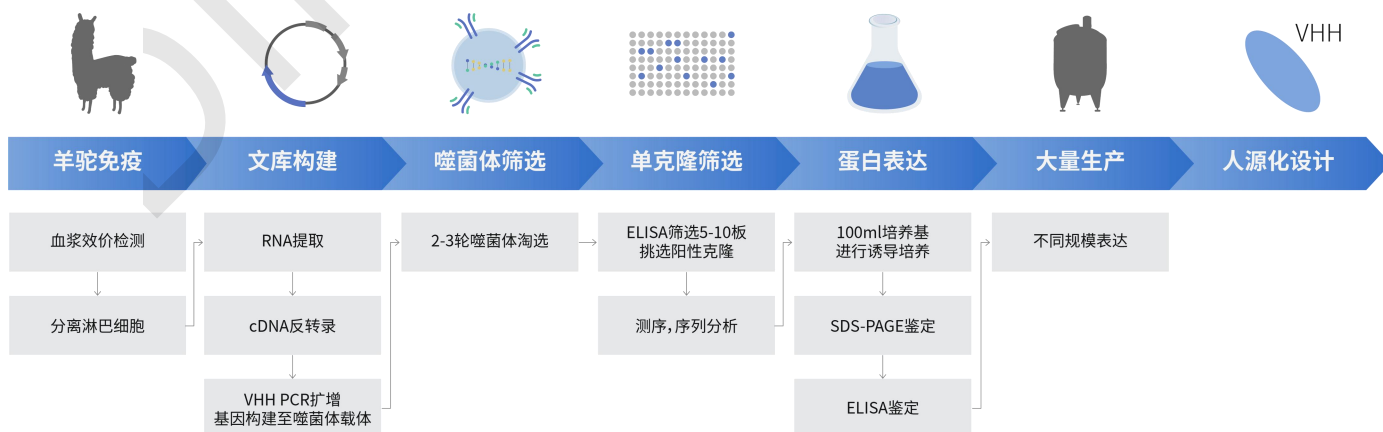 VHH
羊驼免疫
文库构建
噬菌体筛选
单克隆筛选
蛋白表达
大量生产
人源化设计
血浆效价检测
分离淋巴细胞
RNA提取
cDNA反转录
VHH PCR扩增
基因构建至噬菌体载体
2-3轮噬菌体淘选
ELISA筛选5-10板
挑选阳性克隆
测序，序列分析
100ml培养基
进行诱导培养
SDS-PAGE鉴定
ELISA鉴定
不同规模表达